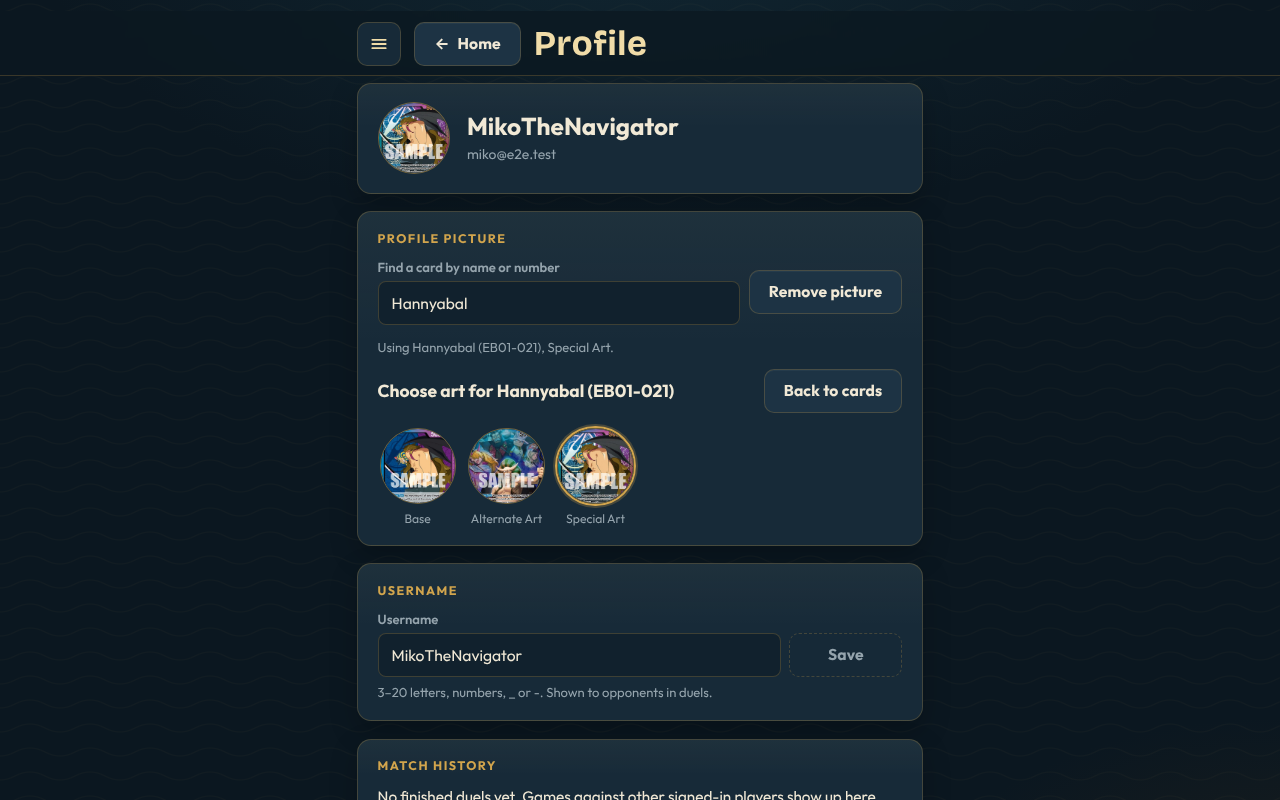 Home
Profile
SAMPLE
MikoTheNavigator
miko@e2e.test
PROFILE PICTURE
Find a card by name or number
Hannyabal
Remove picture
Using Hannyabal (EB01-021), Special Art.
Choose art for Hannyabal (EB01-021)
Back to cards
SAMPLE
SAMPLE
SAMPLE
Base
Alternate Art
Special Art
USERNAME
Username
MikoTheNavigator
Save
3–20 letters, numbers, _ or -. Shown to opponents in duels.
MATCH HISTORY
No finished duels yet. Games against other signed-in players show up here.